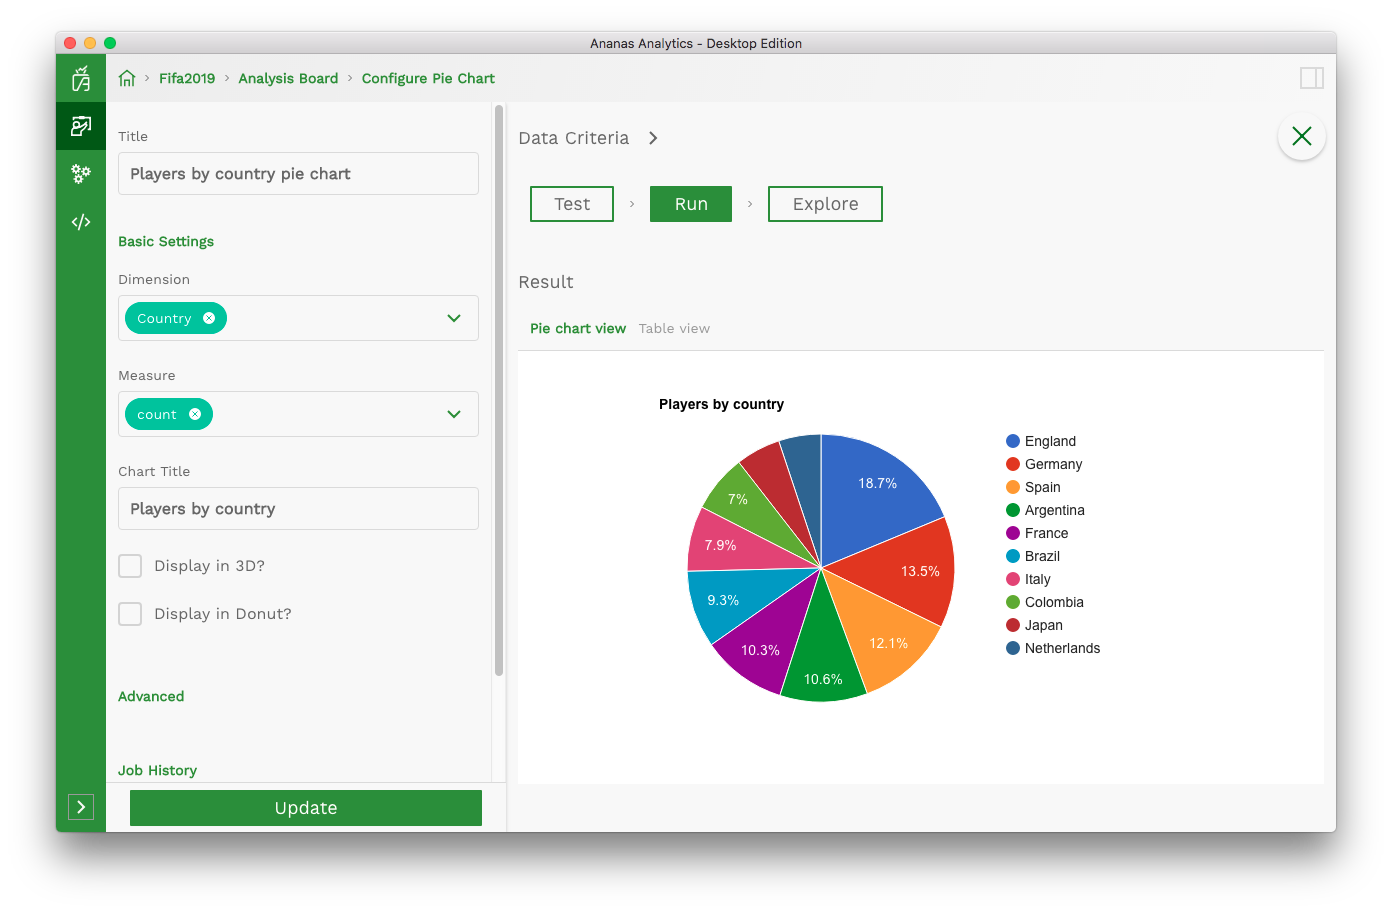 Ananas Analytics - Desktop Edition
Fifa2019 › Analysis Board › Configure Pie Chart
Title
Players by country pie chart
Basic Settings
Dimension
Country
Measure
count
Chart Title
Players by country
Display in 3D?
Display in Donut?
Advanced
Job History
Update
Data Criteria
Test › Run › Explore
Result
Pie chart view Table view
Players by country
18.7%
13.5%
12.1%
10.6%
10.3%
9.3%
7.9%
7%
England
Germany
Spain
Argentina
France
Brazil
Italy
Colombia
Japan
Netherlands